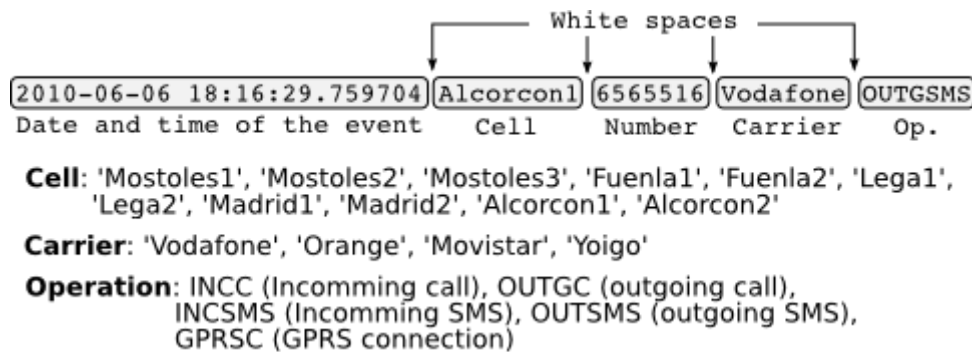 White spaces
2010-06-06 18:16:29.759704 Alcorcon1 6565516 Vodafone OUTGSMS
Date and time of the event Cell Number Carrier Op.
Cell: 'Mostoles1', 'Mostoles2', 'Mostoles3', 'Fuenla1', 'Fuenla2', 'Lega1',
'Lega2', 'Madrid1', 'Madrid2', 'Alcorcon1', 'Alcorcon2'
Carrier: 'Vodafone', 'Orange', 'Movistar', 'Yoigo'
Operation: INCC (Incomming call), OUTGC (outgoing call),
INCSMS (Incomming SMS), OUTSMS (outgoing SMS),
GPRSC (GPRS connection)